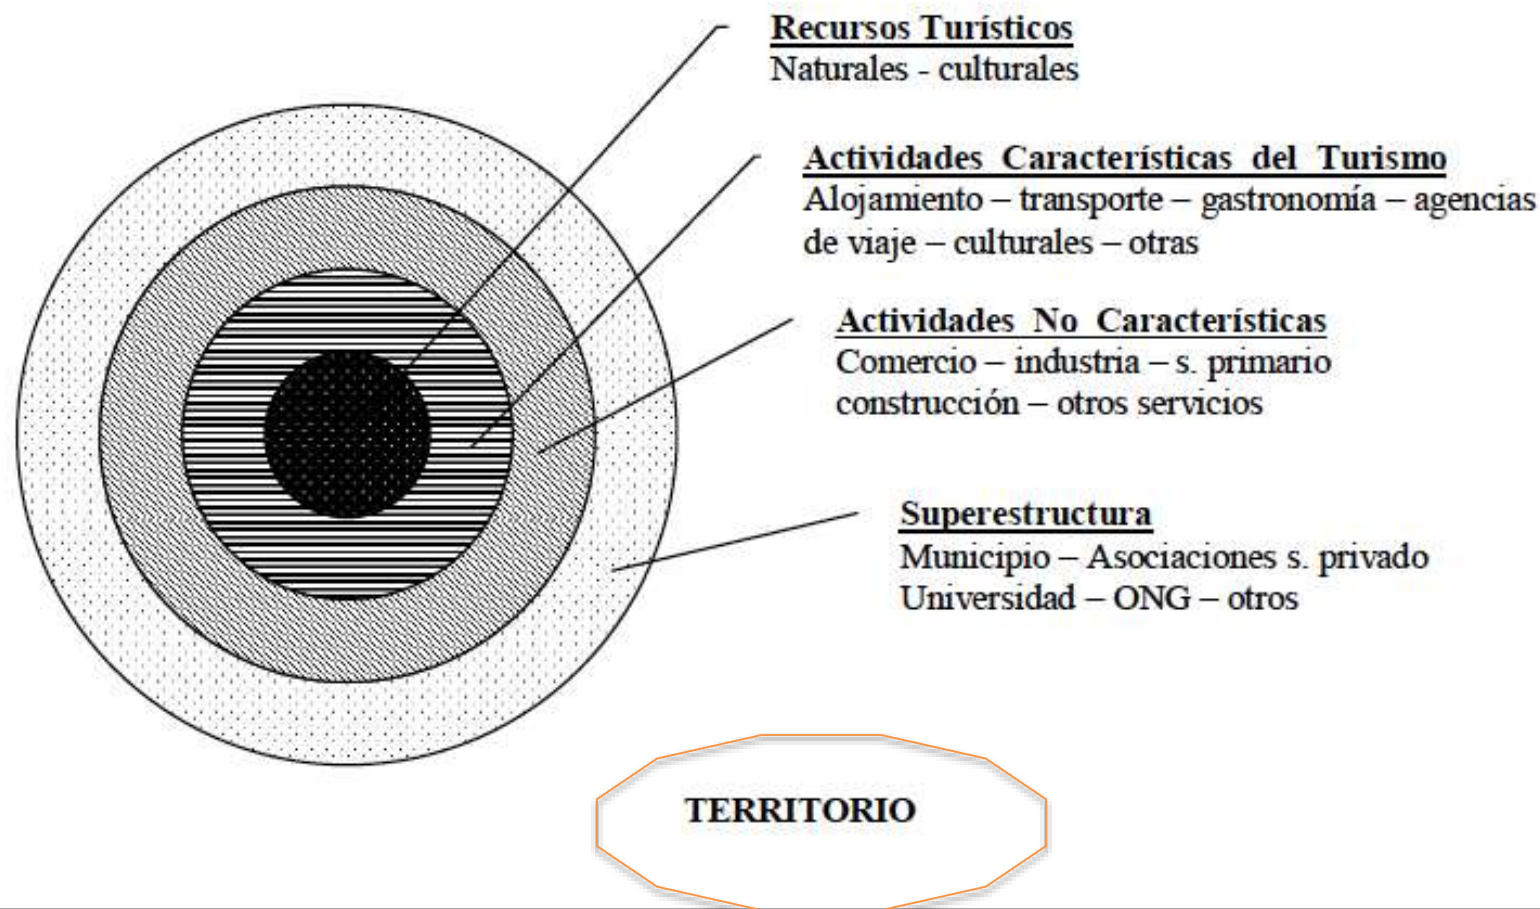 Recursos Turísticos
Naturales - culturales
Actividades Características del Turismo
Alojamiento – transporte – gastronomía – agencias
de viaje – culturales – otras
Actividades No Características
Comercio – industria – s. primario
construcción – otros servicios
Superestructura
Municipio – Asociaciones s. privado
Universidad – ONG – otros
TERRITORIO